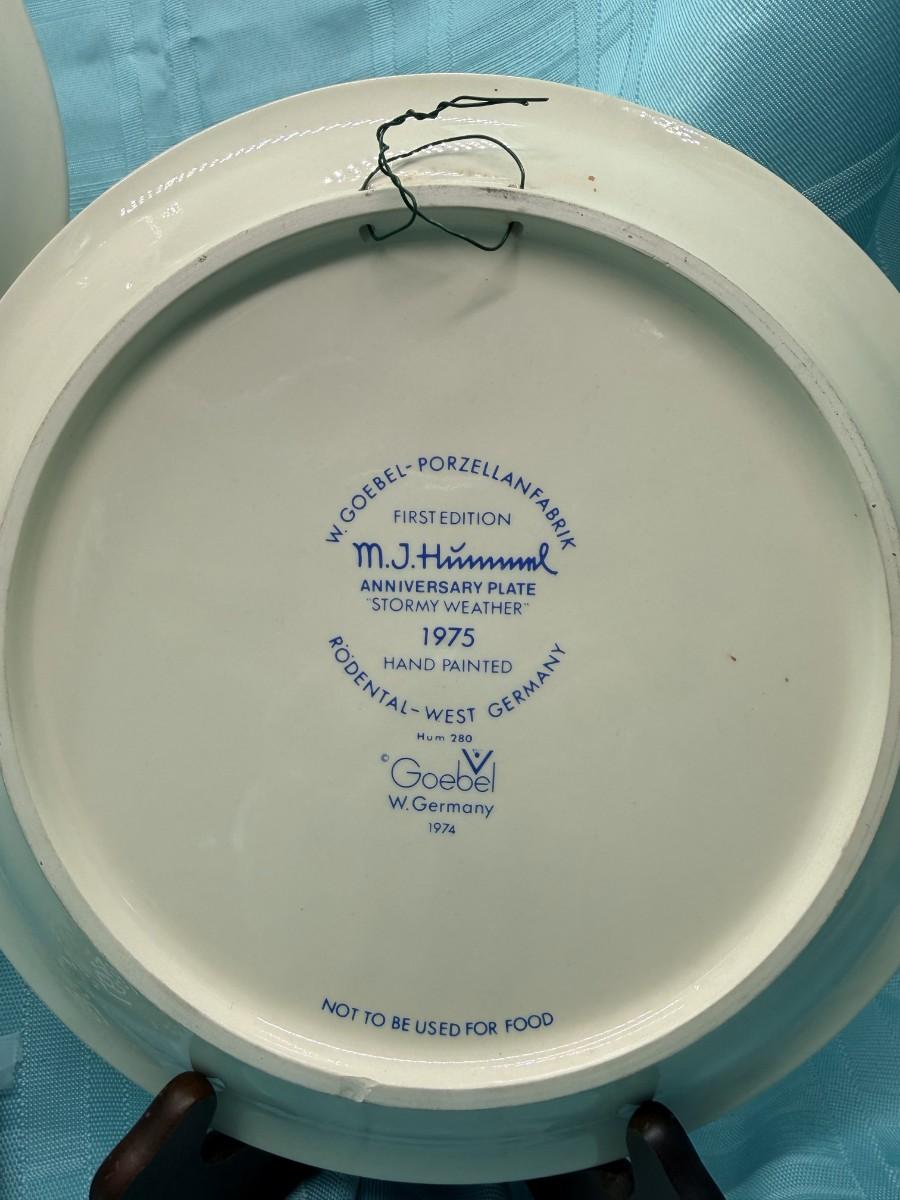 W. GOEBEL-PORZELLANFABRIK
FIRST EDITION
M.J.Hummel
ANNIVERSARY PLATE
"STORMY WEATHER"
1975
HAND PAINTED
RÖDENTAL-WEST GERMANY
Hum 280
© Goebel
W.Germany
1974
NOT TO BE USED FOR FOOD